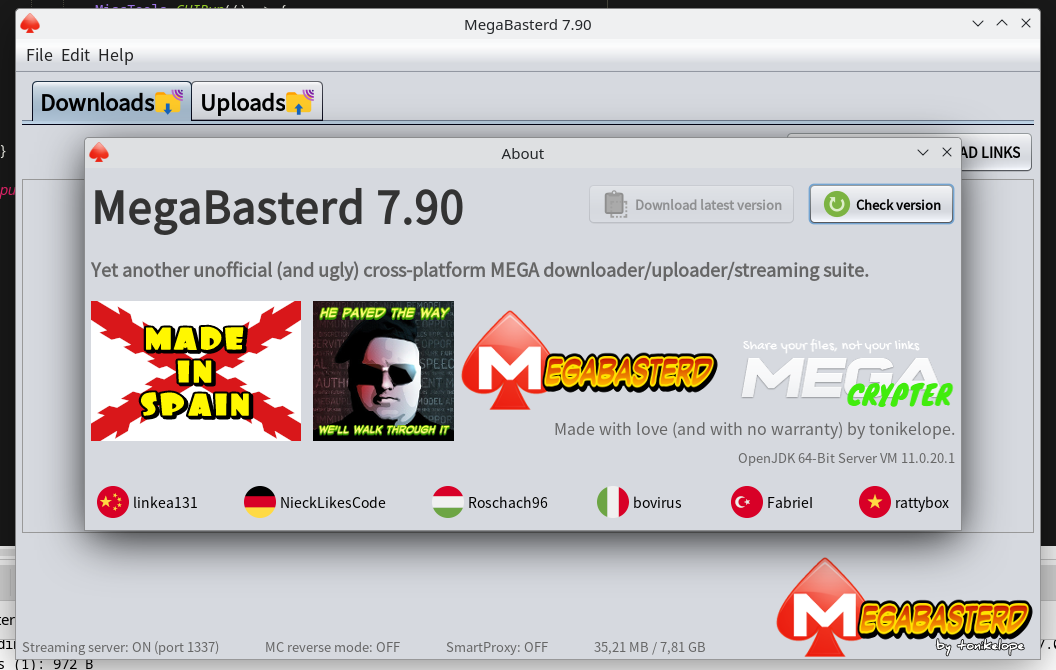 MegaBasterd 7.90
File Edit Help
Downloads
Uploads
AD LINKS
About
MegaBasterd 7.90
Download latest version
Check version
Yet another unofficial (and ugly) cross-platform MEGA downloader/uploader/streaming suite.
MADE
IN
SPAIN
HE PAVED THE WAY
WE'LL WALK THROUGH IT
MEGABASTERD
Share your files, not your links
MEGA
CRYPTER
Made with love (and with no warranty) by tonikelope.
OpenJDK 64-Bit Server VM 11.0.20.1
linkea131
NieckLikesCode
Roschach96
bovirus
Fabriel
rattybox
MEGABASTERD
by tonikelope
Streaming server: ON (port 1337)
MC reverse mode: OFF
SmartProxy: OFF
35,21 MB / 7,81 GB
s (1): 972 B